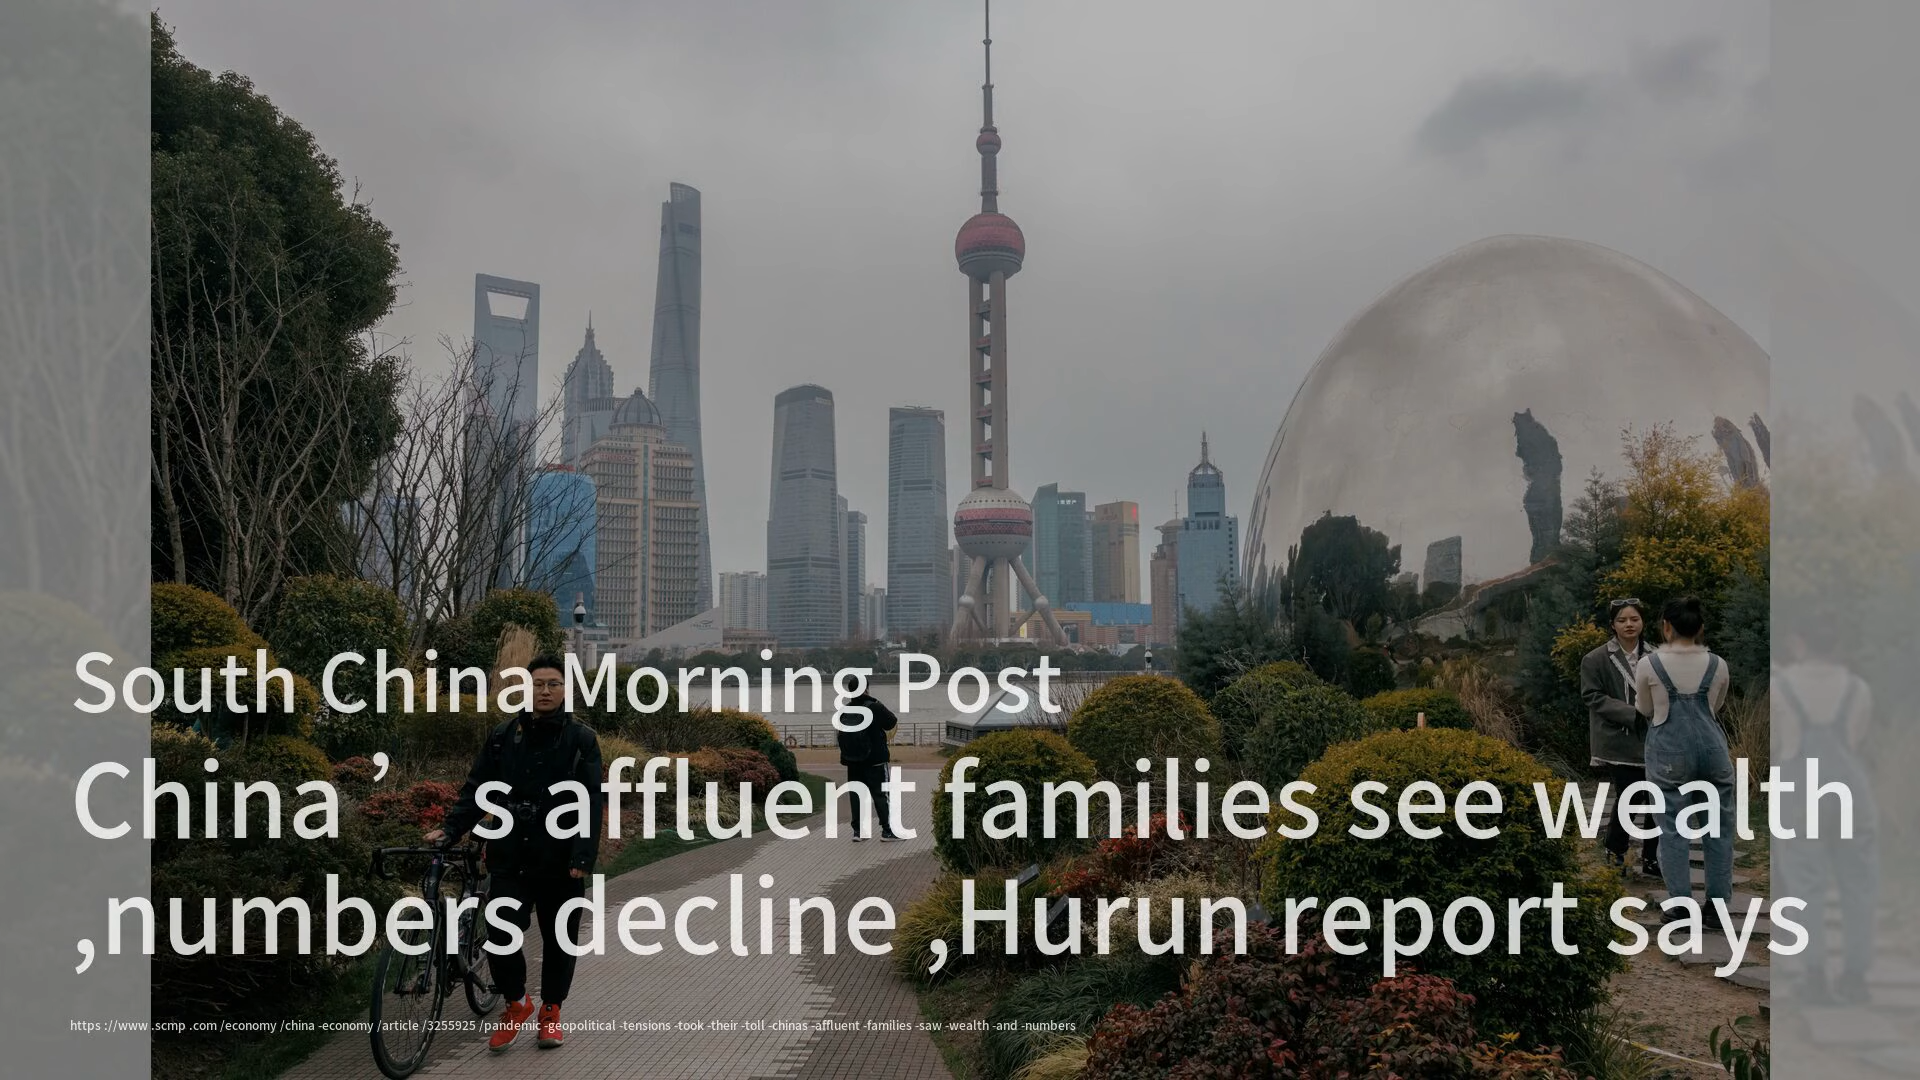 South China Morning Post
China’s affluent families see wealth
,numbers decline ,Hurun report says
https://www.scmp.com/economy/china-economy/article/3255925/pandemic-geopolitical-tensions-took-their-toll-chinas-affluent-families-saw-wealth-and-numbers